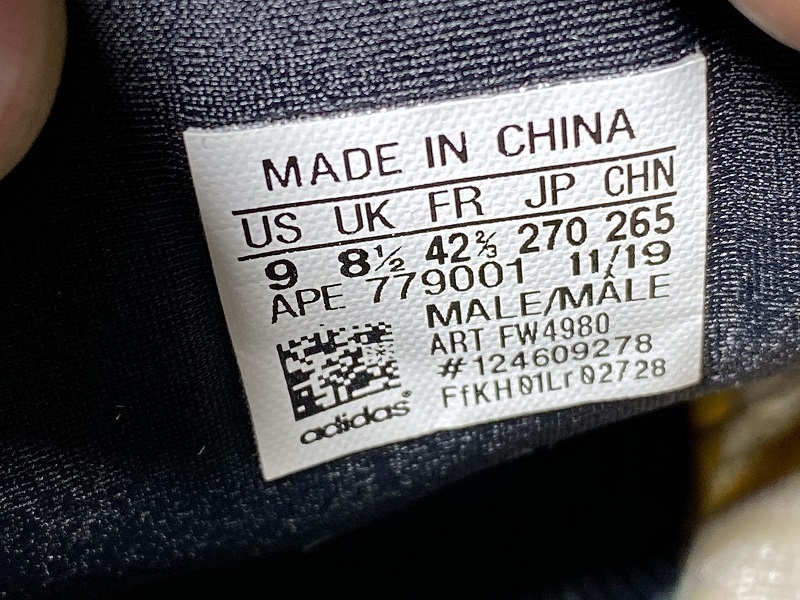 MADE IN CHINA
US UK FR JP CHN
9 8½ 42⅔ 270 265
APE 779001 11/19
MALE/MÂLE
ART FW4980
#124609278
FfKH01Lr02728
adidas®